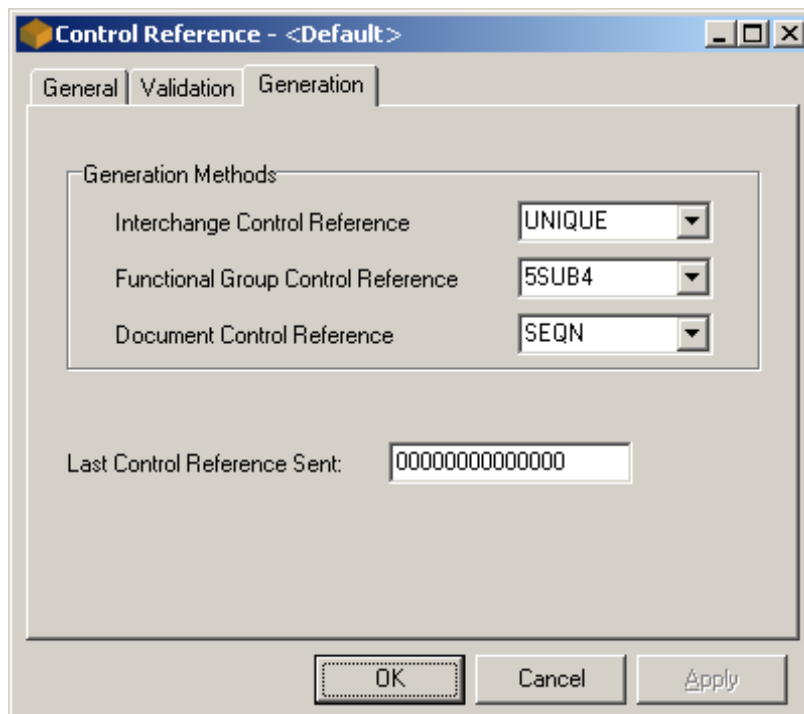 Control Reference - <Default>
General Validation Generation
Generation Methods
Interchange Control Reference UNIQUE
Functional Group Control Reference 5SUB4
Document Control Reference SEQN
Last Control Reference Sent: 00000000000000
OK Cancel Apply